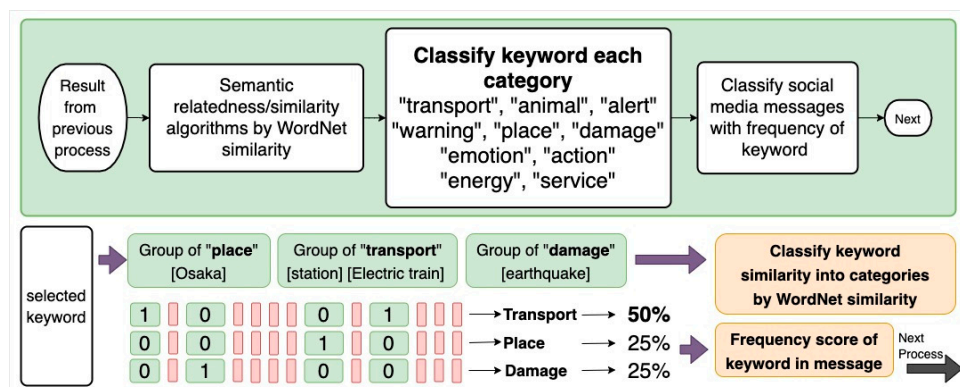 Result
from
previous
process
Semantic
relatedness/similarity
algorithms by WordNet
similarity
Classify keyword each
category
"transport", "animal", "alert"
"warning", "place", "damage"
"emotion", "action"
"energy", "service"
Classify social
media messages
with frequency of
keyword
Next
selected
keyword
Group of "place"
[Osaka]
Group of "transport"
[station] [Electric train]
Group of "damage"
[earthquake]
Classify keyword
similarity into categories
by WordNet similarity
1 0 0 1 Transport 50%
0 0 1 0 Place 25%
0 1 0 0 Damage 25%
Frequency score of
keyword in message
Next
Process